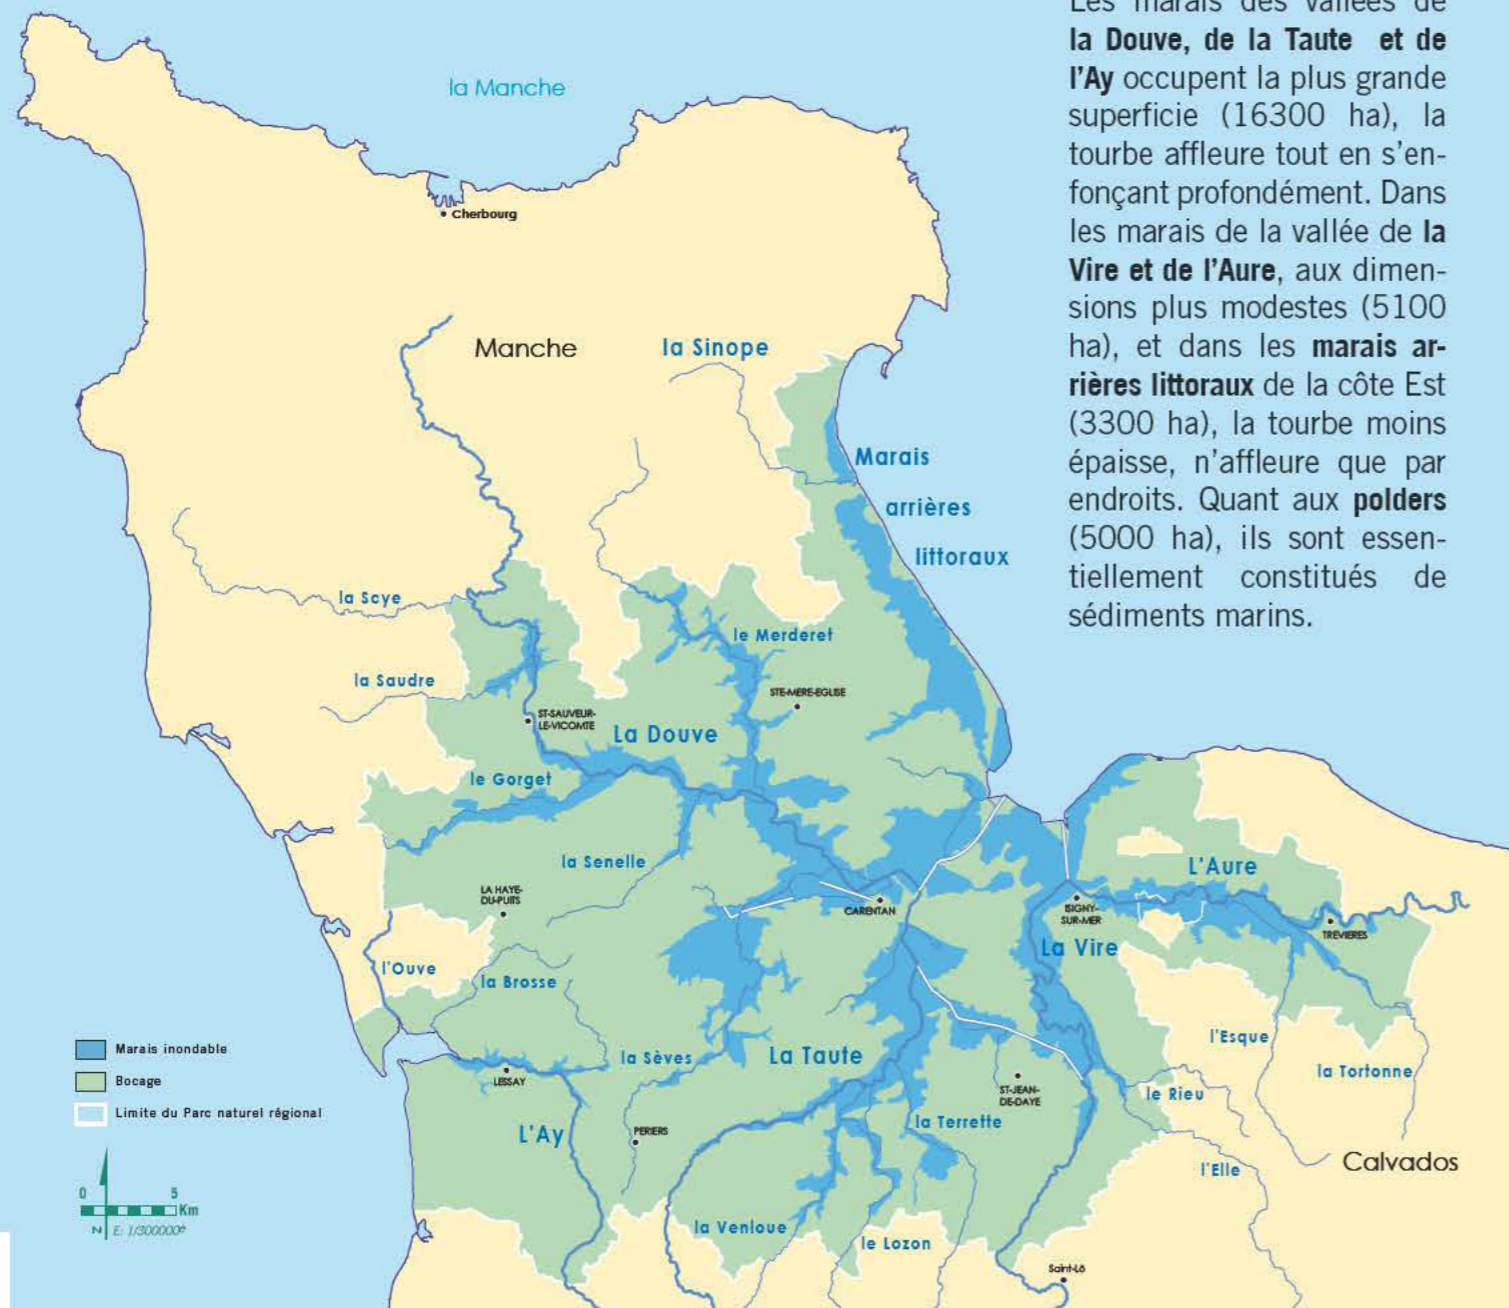 Les marais des vallées de
la Douve, de la Taute et de
l'Ay occupent la plus grande
superficie (16300 ha), la
tourbe affleure tout en s'en-
fonçant profondément. Dans
les marais de la vallée de la
Vire et de l'Aure, aux dimen-
sions plus modestes (5100
ha), et dans les marais ar-
rières littoraux de la côte Est
(3300 ha), la tourbe moins
épaisse, n'affleure que par
endroits. Quant aux polders
(5000 ha), ils sont essen-
tiellement constitués de
sédiments marins.
la Manche
Cherbourg
Manche
la Sinope
Marais
arrières
littoraux
la Scye
le Merderet
la Saudre
STE-MERE-EGLISE
ST-SAUVEUR-
LE-VICOMTE
La Douve
le Gorget
la Senelle
L'Aure
LA HAYE-
DU-PUITS
CARENTAN
ISIGNY-
SUR-MER
TREVIERES
La Vire
l'Ouve
la Brosse
l'Esque
la Sèves
La Taute
la Tortonne
LESSAY
ST-JEAN-
DE-DAYE
le Rieu
L'Ay
PERIERS
la Terrette
l'Elle
Calvados
la Venloue
le Lozon
Saint-Lô
Marais inondable
Bocage
Limite du Parc naturel régional
0 5
Km
N E: 1/300000e